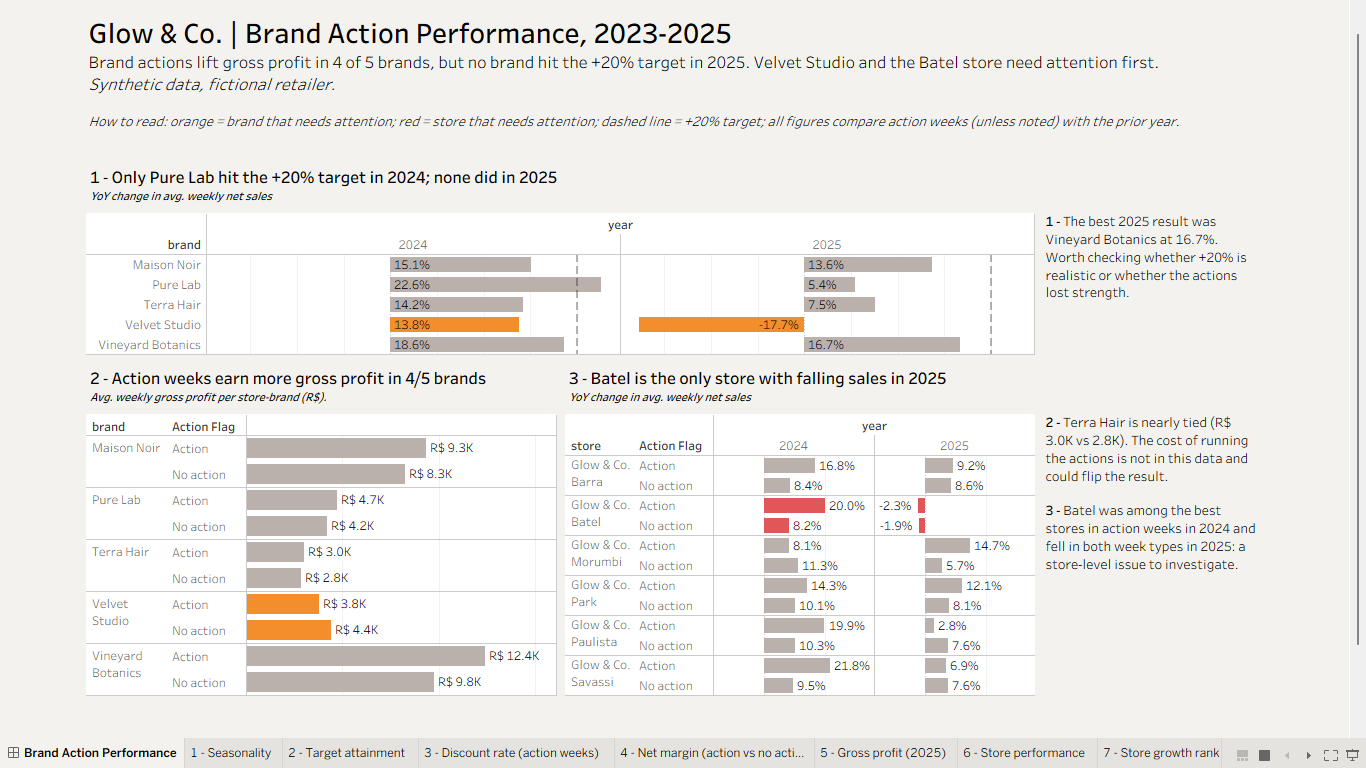 Glow & Co. | Brand Action Performance, 2023-2025
Brand actions lift gross profit in 4 of 5 brands, but no brand hit the +20% target in 2025. Velvet Studio and the Batel store need attention first.
Synthetic data, fictional retailer.
How to read: orange = brand that needs attention; red = store that needs attention; dashed line = +20% target; all figures compare action weeks (unless noted) with the prior year.
1 - Only Pure Lab hit the +20% target in 2024; none did in 2025
YoY change in avg. weekly net sales
year
brand 2024 2025
Maison Noir 15.1% 13.6%
Pure Lab 22.6% 5.4%
Terra Hair 14.2% 7.5%
Velvet Studio 13.8% -17.7%
Vineyard Botanics 18.6% 16.7%
1 - The best 2025 result was
Vineyard Botanics at 16.7%.
Worth checking whether +20% is
realistic or whether the actions
lost strength.
2 - Action weeks earn more gross profit in 4/5 brands
Avg. weekly gross profit per store-brand (R$).
brand Action Flag
Maison Noir Action R$ 9.3K
No action R$ 8.3K
Pure Lab Action R$ 4.7K
No action R$ 4.2K
Terra Hair Action R$ 3.0K
No action R$ 2.8K
Velvet
Studio
Action R$ 3.8K
No action R$ 4.4K
Vineyard
Botanics
Action R$ 12.4K
No action R$ 9.8K
3 - Batel is the only store with falling sales in 2025
YoY change in avg. weekly net sales
year
store Action Flag 2024 2025
Glow & Co.
Barra
Action 16.8% 9.2%
No action 8.4% 8.6%
Glow & Co.
Batel
Action 20.0% -2.3%
No action 8.2% -1.9%
Glow & Co.
Morumbi
Action 8.1% 14.7%
No action 11.3% 5.7%
Glow & Co.
Park
Action 14.3% 12.1%
No action 10.1% 8.1%
Glow & Co.
Paulista
Action 19.9% 2.8%
No action 10.3% 7.6%
Glow & Co.
Savassi
Action 21.8% 6.9%
No action 9.5% 7.6%
2 - Terra Hair is nearly tied (R$
3.0K vs 2.8K). The cost of running
the actions is not in this data and
could flip the result.
3 - Batel was among the best
stores in action weeks in 2024 and
fell in both week types in 2025: a
store-level issue to investigate.
Brand Action Performance 1 - Seasonality 2 - Target attainment 3 - Discount rate (action weeks) 4 - Net margin (action vs no acti... 5 - Gross profit (2025) 6 - Store performance 7 - Store growth rank